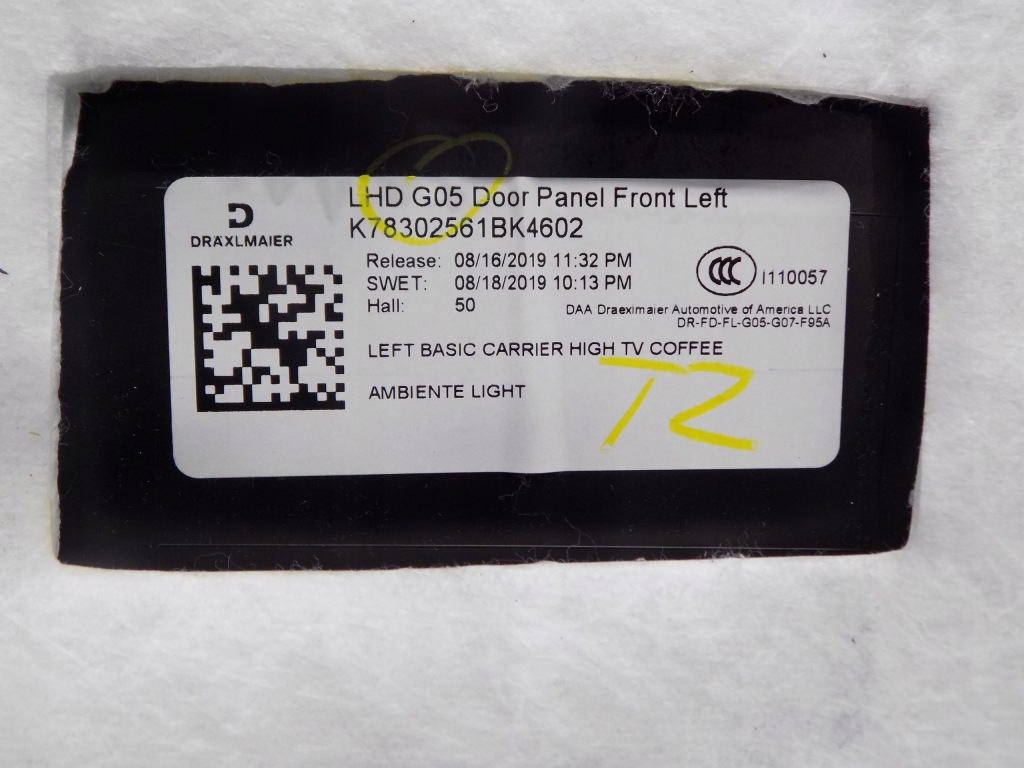 LHD G05 Door Panel Front Left
K78302561BK4602
DRÄXLMAIER
Release: 08/16/2019 11:32 PM
SWET: 08/18/2019 10:13 PM
Hall: 50
CCC I110057
DAA Draeximaier Automotive of America LLC
DR-FD-FL-G05-G07-F95A
LEFT BASIC CARRIER HIGH TV COFFEE
AMBIENTE LIGHT